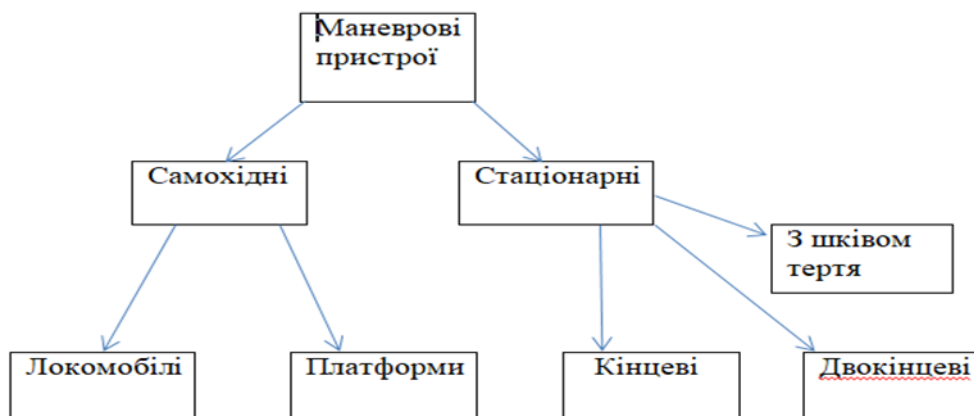 Маневрові
пристрої
Самохідні
Стаціонарні
З шківом
тертя
Локомобілі
Платформи
Кінцеві
Двокінцеві